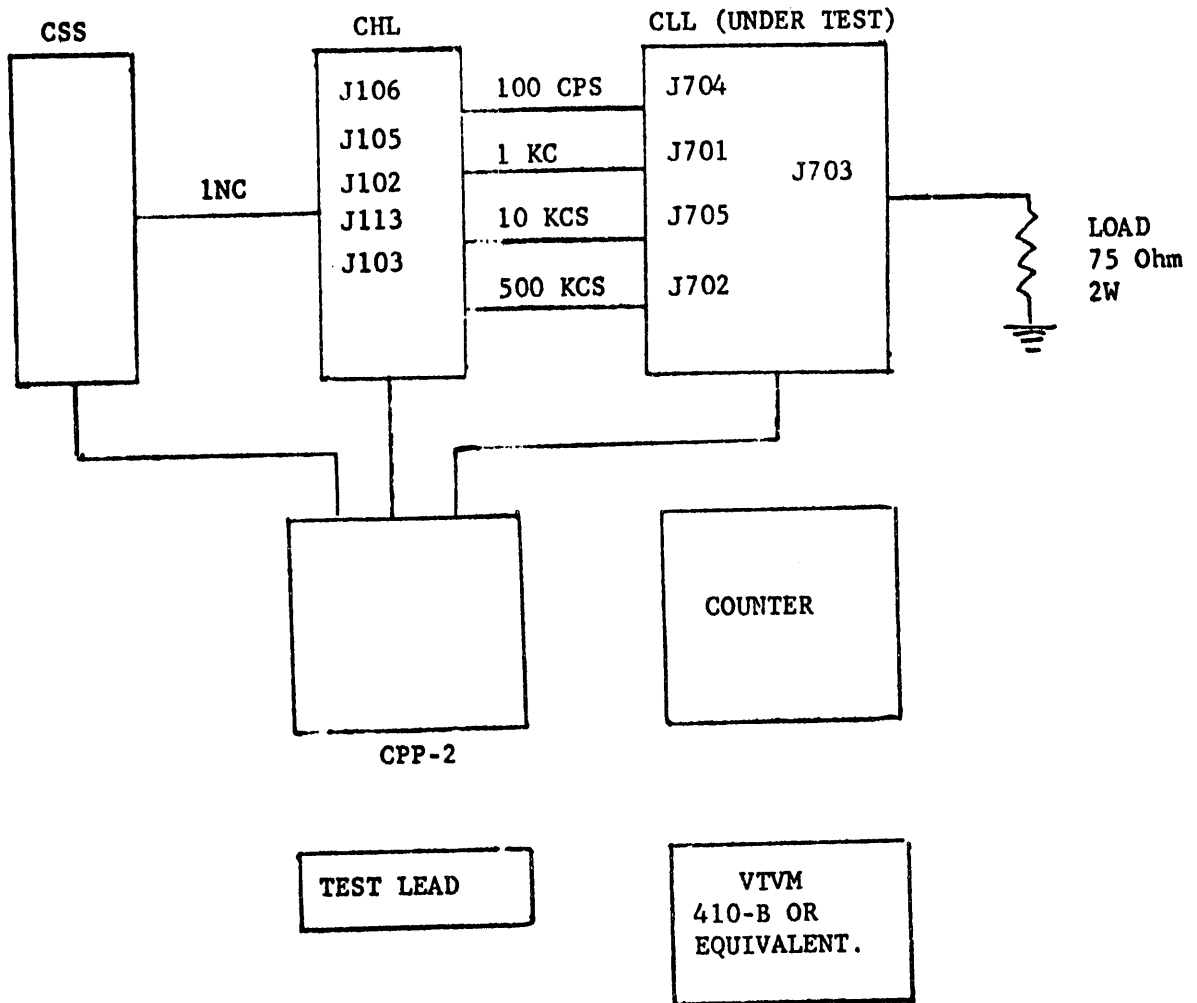 CSS
CHL
CLL (UNDER TEST)
J106
J105
J102
J113
J103
1NC
100 CPS
1 KC
10 KCS
500 KCS
J704
J701
J705
J702
J703
LOAD
75 Ohm
2W
CPP-2
COUNTER
TEST LEAD
VTVM
410-B OR
EQUIVALENT.